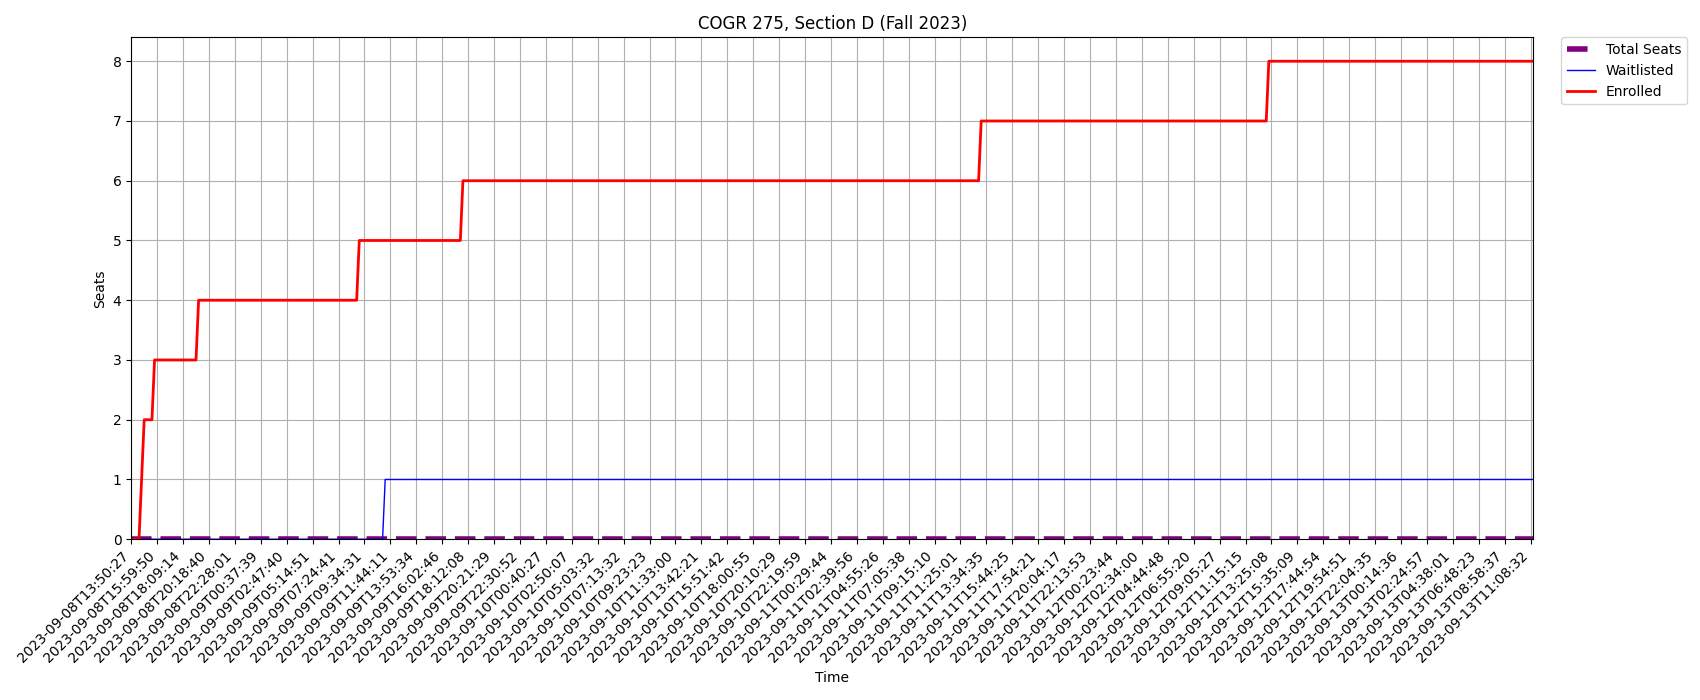 COGR 275, Section D (Fall 2023)
Total Seats
Waitlisted
Enrolled
Seats
8
7
6
5
4
3
2
1
0
2023-09-08T13:50:27
2023-09-08T15:59:50
2023-09-08T18:09:14
2023-09-08T20:18:40
2023-09-08T22:28:01
2023-09-09T00:37:39
2023-09-09T02:47:40
2023-09-09T05:14:51
2023-09-09T07:24:41
2023-09-09T09:34:31
2023-09-09T11:44:11
2023-09-09T13:53:34
2023-09-09T16:02:46
2023-09-09T18:12:08
2023-09-09T20:21:29
2023-09-09T22:30:52
2023-09-10T00:40:27
2023-09-10T02:50:07
2023-09-10T05:03:32
2023-09-10T07:13:32
2023-09-10T09:23:23
2023-09-10T11:33:00
2023-09-10T13:42:21
2023-09-10T15:51:42
2023-09-10T18:00:55
2023-09-10T20:10:29
2023-09-10T22:19:59
2023-09-11T00:29:44
2023-09-11T02:39:56
2023-09-11T04:55:26
2023-09-11T07:05:38
2023-09-11T09:15:10
2023-09-11T11:25:01
2023-09-11T13:34:35
2023-09-11T15:44:25
2023-09-11T17:54:21
2023-09-11T20:04:17
2023-09-11T22:13:53
2023-09-12T00:23:44
2023-09-12T02:34:00
2023-09-12T04:44:48
2023-09-12T06:55:20
2023-09-12T09:05:27
2023-09-12T11:15:15
2023-09-12T13:25:08
2023-09-12T15:35:09
2023-09-12T17:44:54
2023-09-12T19:54:51
2023-09-12T22:04:35
2023-09-13T00:14:36
2023-09-13T02:24:57
2023-09-13T04:38:01
2023-09-13T06:48:23
2023-09-13T08:58:37
2023-09-13T11:08:32
Time